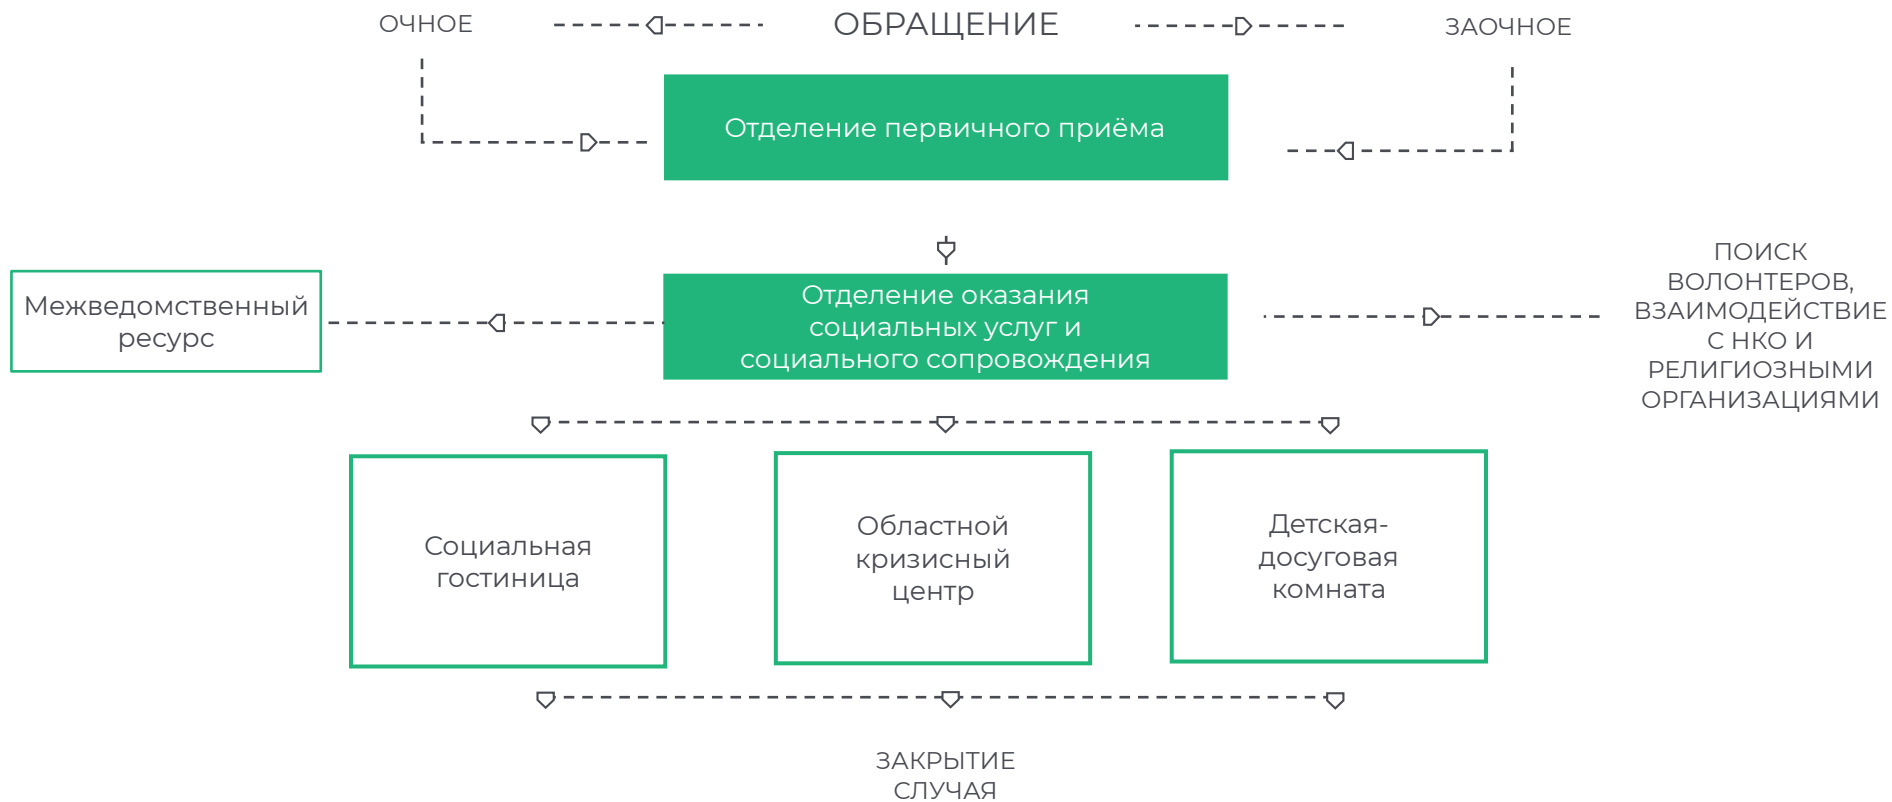 ОЧНОЕ
ОБРАЩЕНИЕ
ЗАОЧНОЕ
Отделение первичного приёма
Межведомственный
ресурс
Отделение оказания
социальных услуг и
социального сопровождения
ПОИСК
ВОЛОНТЕРОВ,
ВЗАИМОДЕЙСТВИЕ
С НКО И
РЕЛИГИОЗНЫМИ
ОРГАНИЗАЦИЯМИ
Социальная
гостиница
Областной
кризисный
центр
Детская-
досуговая
комната
ЗАКРЫТИЕ
СЛУЧАЯ